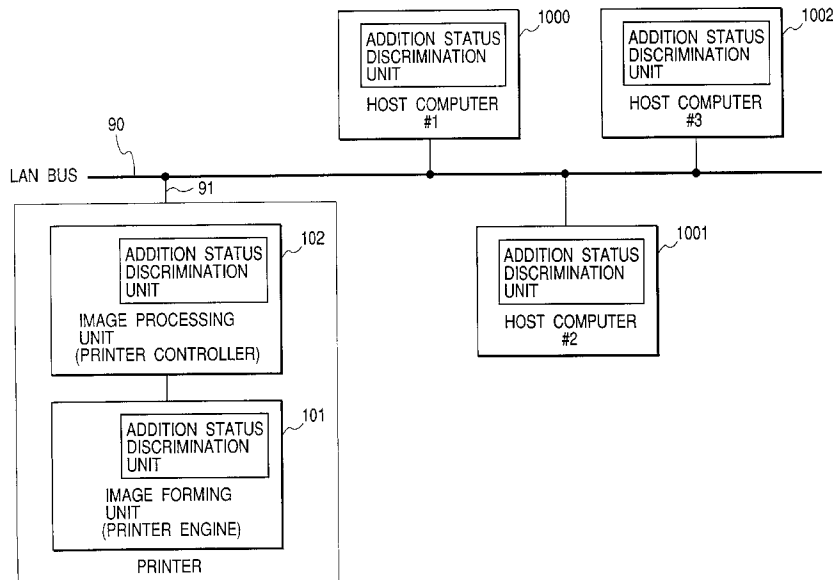 1000
ADDITION STATUS
DISCRIMINATION
UNIT
HOST COMPUTER
#1
1002
ADDITION STATUS
DISCRIMINATION
UNIT
HOST COMPUTER
#3
90
LAN BUS
91
102
ADDITION STATUS
DISCRIMINATION
UNIT
IMAGE PROCESSING
UNIT
(PRINTER CONTROLLER)
1001
ADDITION STATUS
DISCRIMINATION
UNIT
HOST COMPUTER
#2
101
ADDITION STATUS
DISCRIMINATION
UNIT
IMAGE FORMING
UNIT
(PRINTER ENGINE)
PRINTER